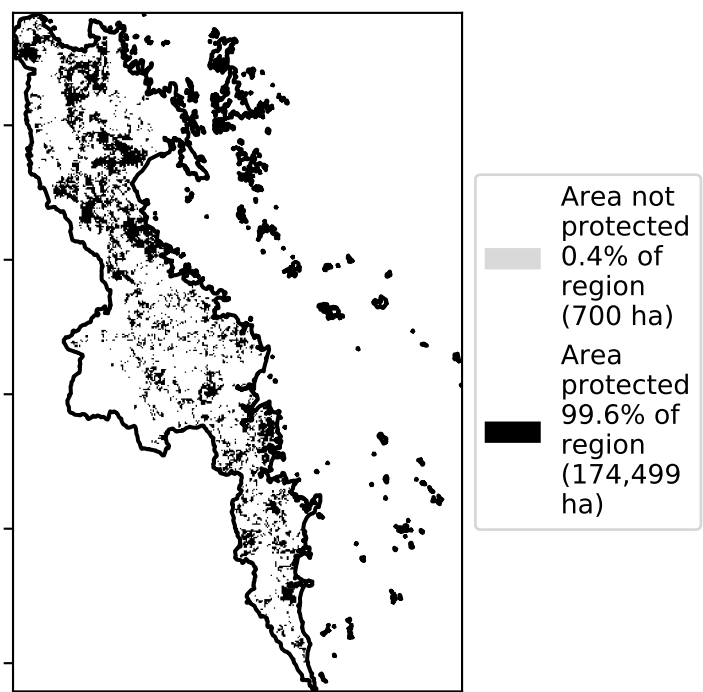 Area not
protected
0.4% of
region
(700 ha)
Area
protected
99.6% of
region
(174,499
ha)